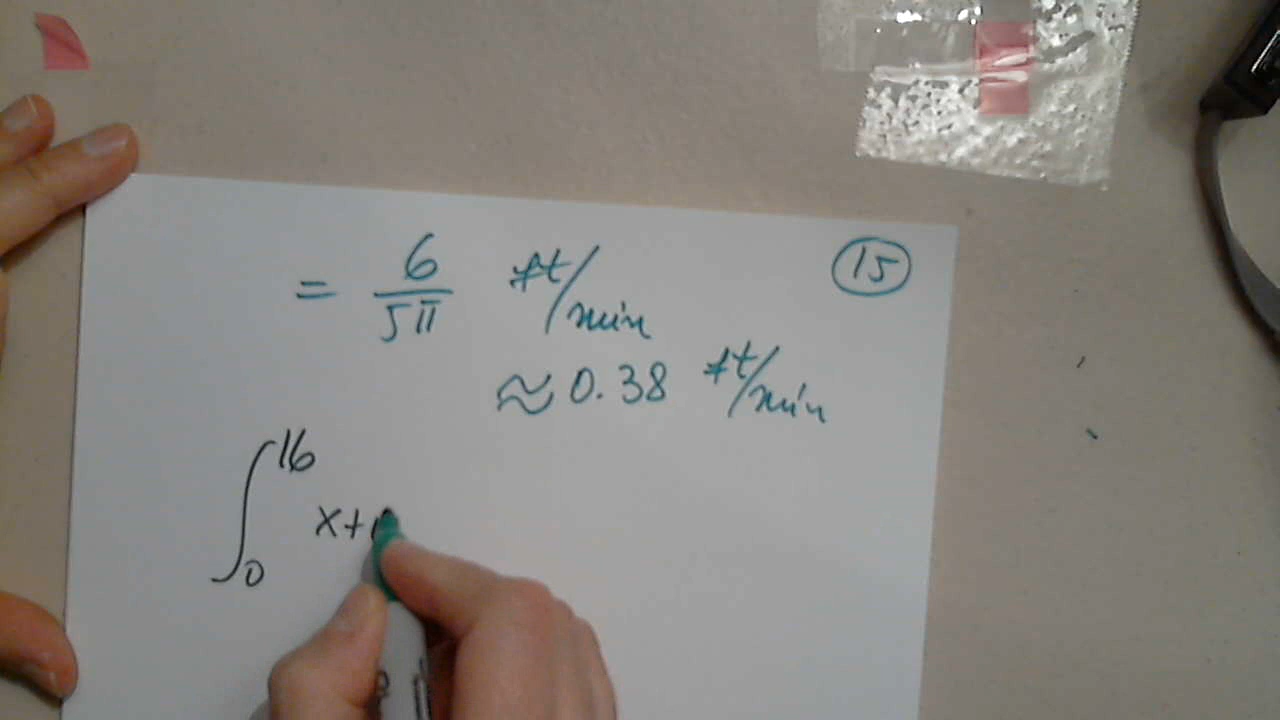 = 6/5π ft/min
15
≈ 0.38 ft/min
∫₀¹⁶ x+